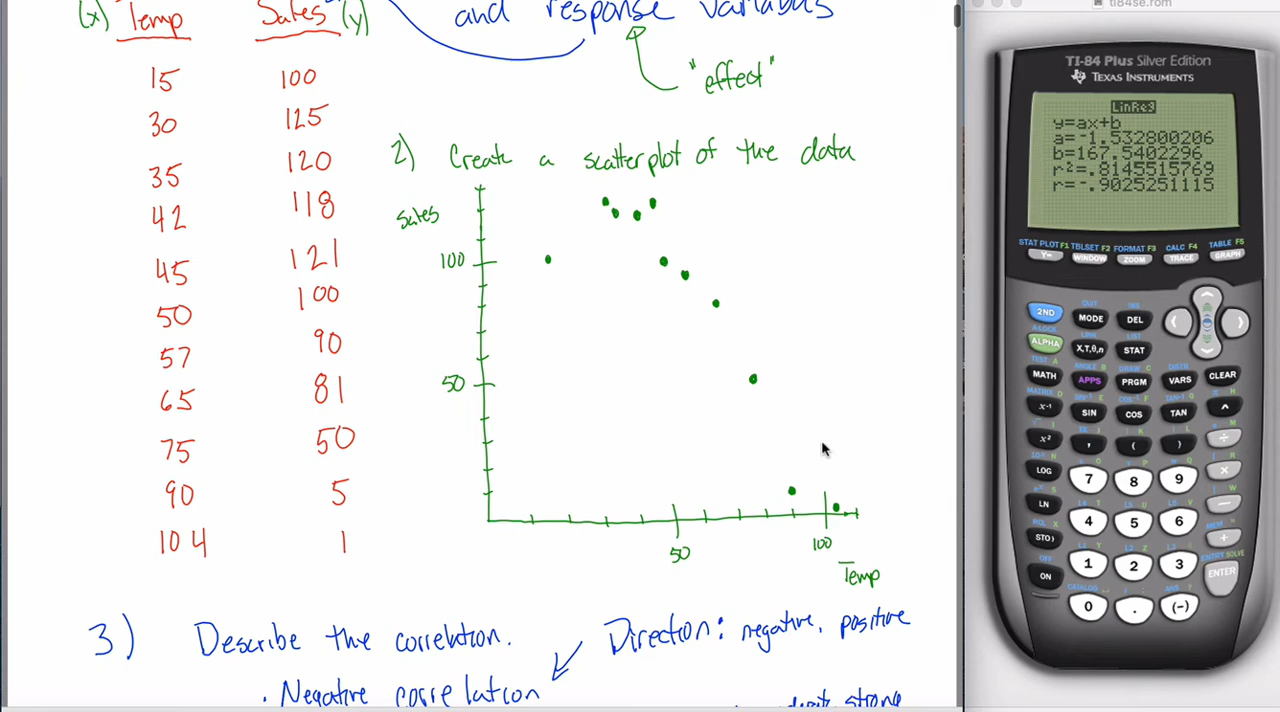 and response variables
(x) Temp Sales (y)
"effect"
15 100
30 125
35 120
42 118
45 121
50 100
57 90
65 81
75 50
90 5
104 1
2) Create a scatterplot of the data
Sales
100
50
50
100
Temp
3) Describe the correlation.
Direction: negative, positive
. Negative correlation
strong
ti84se.rom
TI-84 Plus Silver Edition
TEXAS INSTRUMENTS
LinReg
y=ax+b
a=-1.532800206
b=167.5402296
r²=.8145515769
r=-.9025251115
STAT PLOT F1 TBLSET F2 FORMAT F3 CALC F4 TABLE F5
Y= WINDOW ZOOM TRACE GRAPH
2ND MODE DEL
A-LOCK
ALPHA X,T,θ,n STAT
MATH APPS PRGM VARS CLEAR
x⁻¹ SIN COS TAN ^
x² , ( ) ÷
LOG 7 8 9 ×
LN 4 5 6 −
STO› 1 2 3 +
ON 0 . (-) ENTER